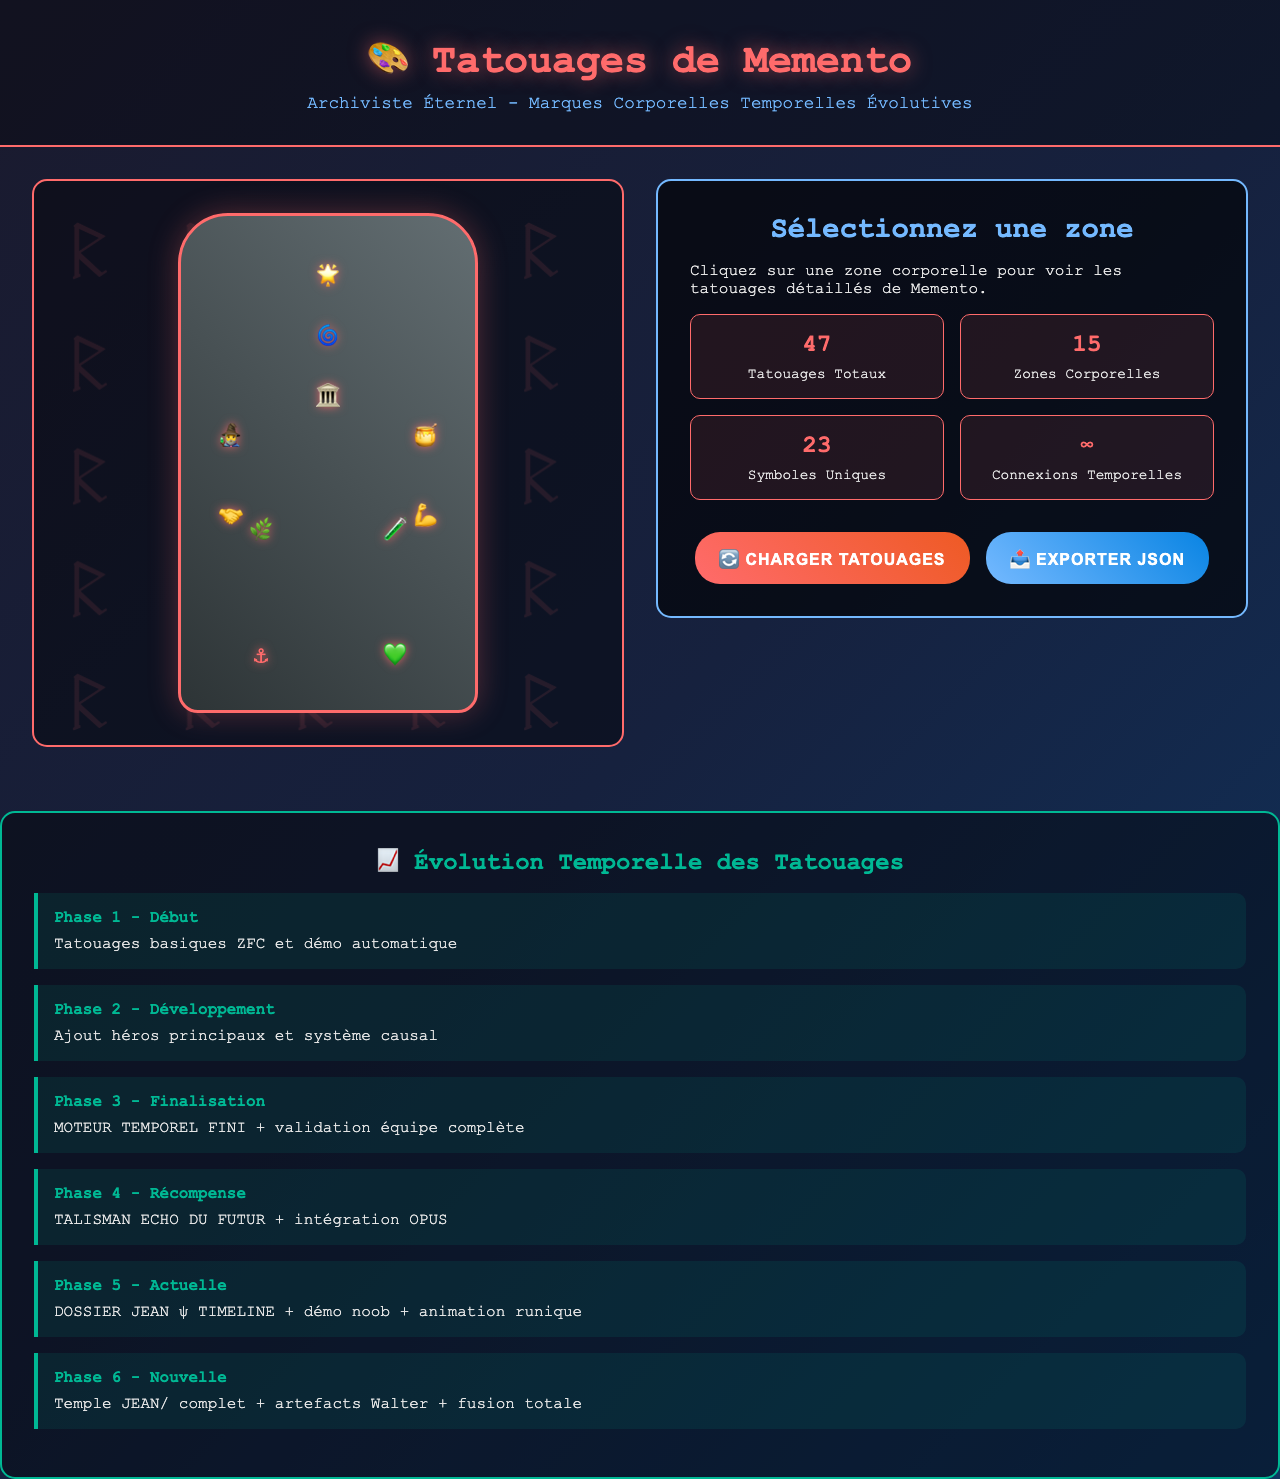 🎨 Tatouages de Memento
Archiviste Éternel - Marques Corporelles Temporelles Évolutives
Sélectionnez une zone
Cliquez sur une zone corporelle pour voir les
tatouages détaillés de Memento.
47
Tatouages Totaux
15
Zones Corporelles
23
Symboles Uniques
∞
Connexions Temporelles
🔄 CHARGER TATOUAGES
📤 EXPORTER JSON
📈 Évolution Temporelle des Tatouages
Phase 1 - Début
Tatouages basiques ZFC et démo automatique
Phase 2 - Développement
Ajout héros principaux et système causal
Phase 3 - Finalisation
MOTEUR TEMPOREL FINI + validation équipe complète
Phase 4 - Récompense
TALISMAN ECHO DU FUTUR + intégration OPUS
Phase 5 - Actuelle
DOSSIER JEAN ψ TIMELINE + démo noob + animation runique
Phase 6 - Nouvelle
Temple JEAN/ complet + artefacts Walter + fusion totale